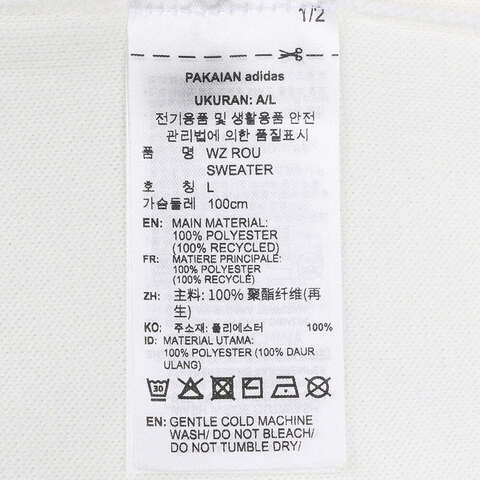 1/2
PAKAIAN adidas
UKURAN: A/L
전기용품 및 생활용품 안전
관리법에 의한 품질표시
품 명 WZ ROU
SWEATER
호 칭 L
가슴둘레 100cm
EN: MAIN MATERIAL:
100% POLYESTER
(100% RECYCLED)
FR: MATIERE PRINCIPALE:
100% POLYESTER
(100% RECYCLÉ)
ZH: 主料: 100% 聚酯纤维(再
生)
KO: 주소재: 폴리에스터 100%
ID: MATERIAL UTAMA:
100% POLYESTER (100% DAUR
ULANG)
30
EN: GENTLE COLD MACHINE
WASH/ DO NOT BLEACH/
DO NOT TUMBLE DRY/